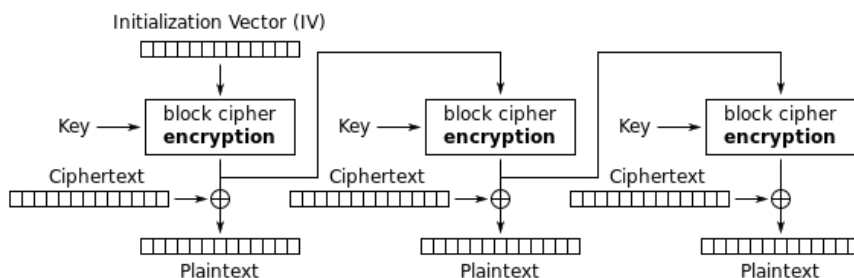 Initialization Vector (IV)
block cipher
encryption
Key
Ciphertext
Plaintext
block cipher
encryption
Key
Ciphertext
Plaintext
block cipher
encryption
Key
Ciphertext
Plaintext